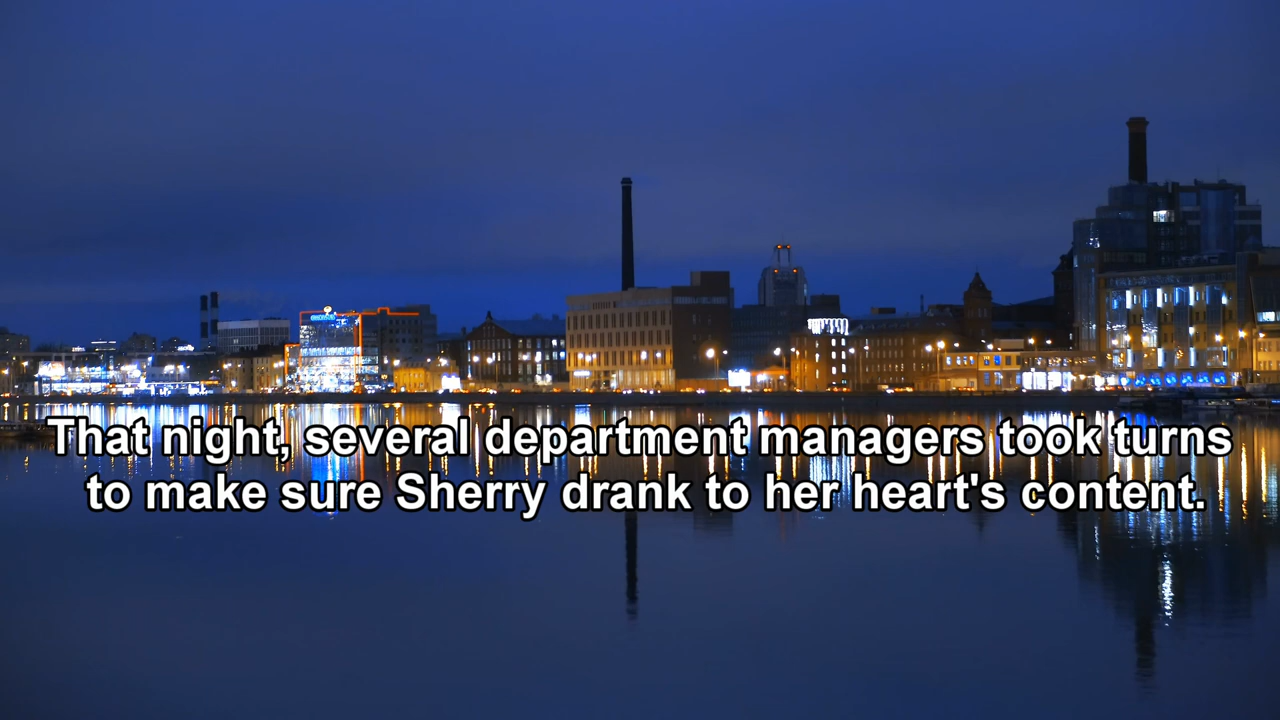 That night, several department managers took turns
to make sure Sherry drank to her heart's content.